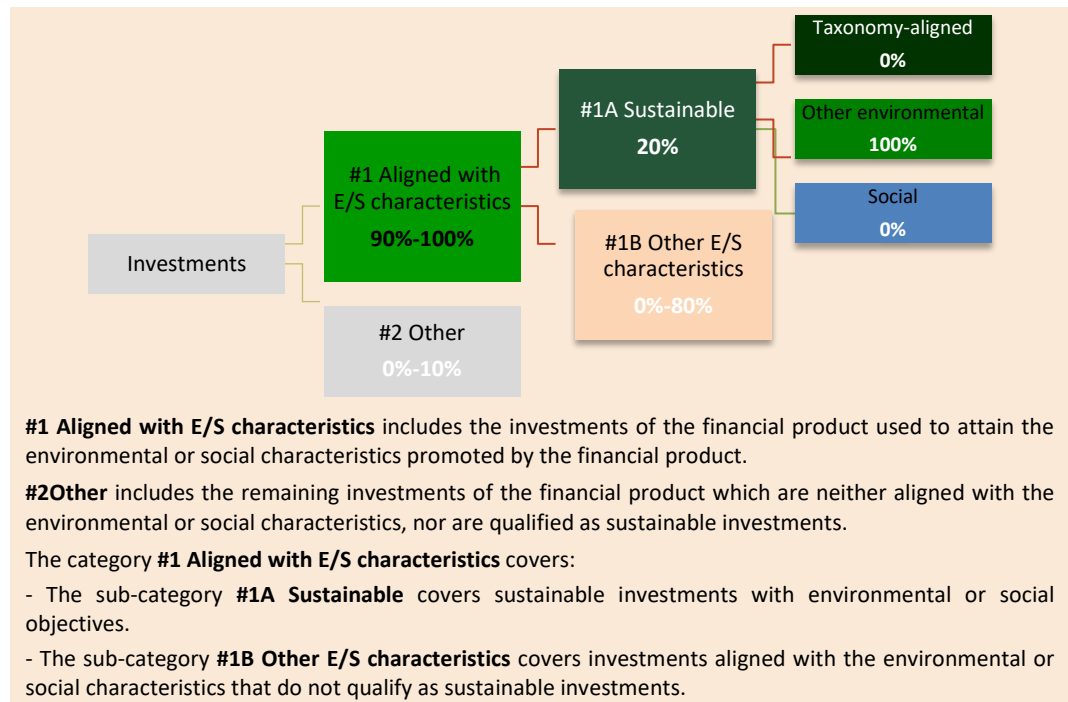 Taxonomy-aligned
0%
#1A Sustainable
20%
Other environmental
100%
#1 Aligned with
E/S characteristics
90%-100%
Social
0%
#1B Other E/S
characteristics
0%-80%
Investments
#2 Other
0%-10%
#1 Aligned with E/S characteristics includes the investments of the financial product used to attain the
environmental or social characteristics promoted by the financial product.
#2Other includes the remaining investments of the financial product which are neither aligned with the
environmental or social characteristics, nor are qualified as sustainable investments.
The category #1 Aligned with E/S characteristics covers:
- The sub-category #1A Sustainable covers sustainable investments with environmental or social
objectives.
- The sub-category #1B Other E/S characteristics covers investments aligned with the environmental or
social characteristics that do not qualify as sustainable investments.